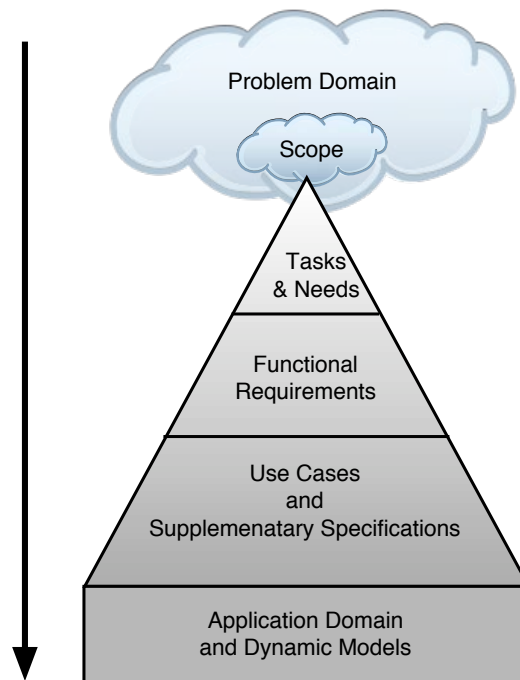 Problem Domain
Scope
Tasks
& Needs
Functional
Requirements
Use Cases
and
Supplemenatary Specifications
Application Domain
and Dynamic Models